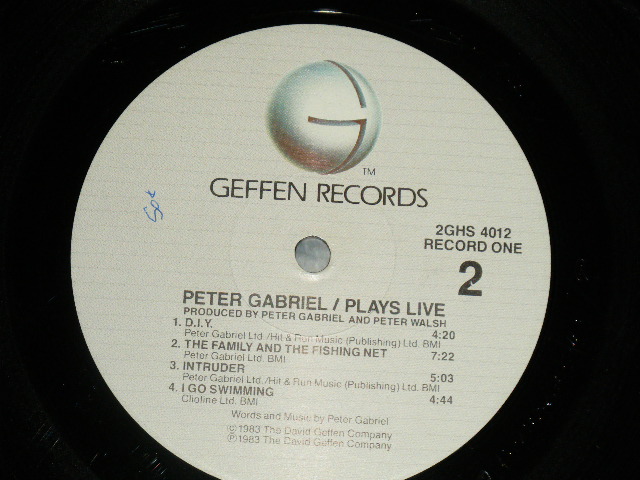 G
TM
GEFFEN RECORDS
2GHS 4012
RECORD ONE
2
PETER GABRIEL / PLAYS LIVE
PRODUCED BY PETER GABRIEL AND PETER WALSH
1. D.I.Y. 4:20
Peter Gabriel Ltd./Hit & Run Music (Publishing) Ltd. BMI
2. THE FAMILY AND THE FISHING NET 7:22
Peter Gabriel Ltd. BMI
3. INTRUDER 5:03
Peter Gabriel Ltd./Hit & Run Music (Publishing) Ltd. BMI
4. I GO SWIMMING 4:44
Cliofine Ltd. BMI
Words and Music by Peter Gabriel
©1983 The David Geffen Company
℗1983 The David Geffen Company